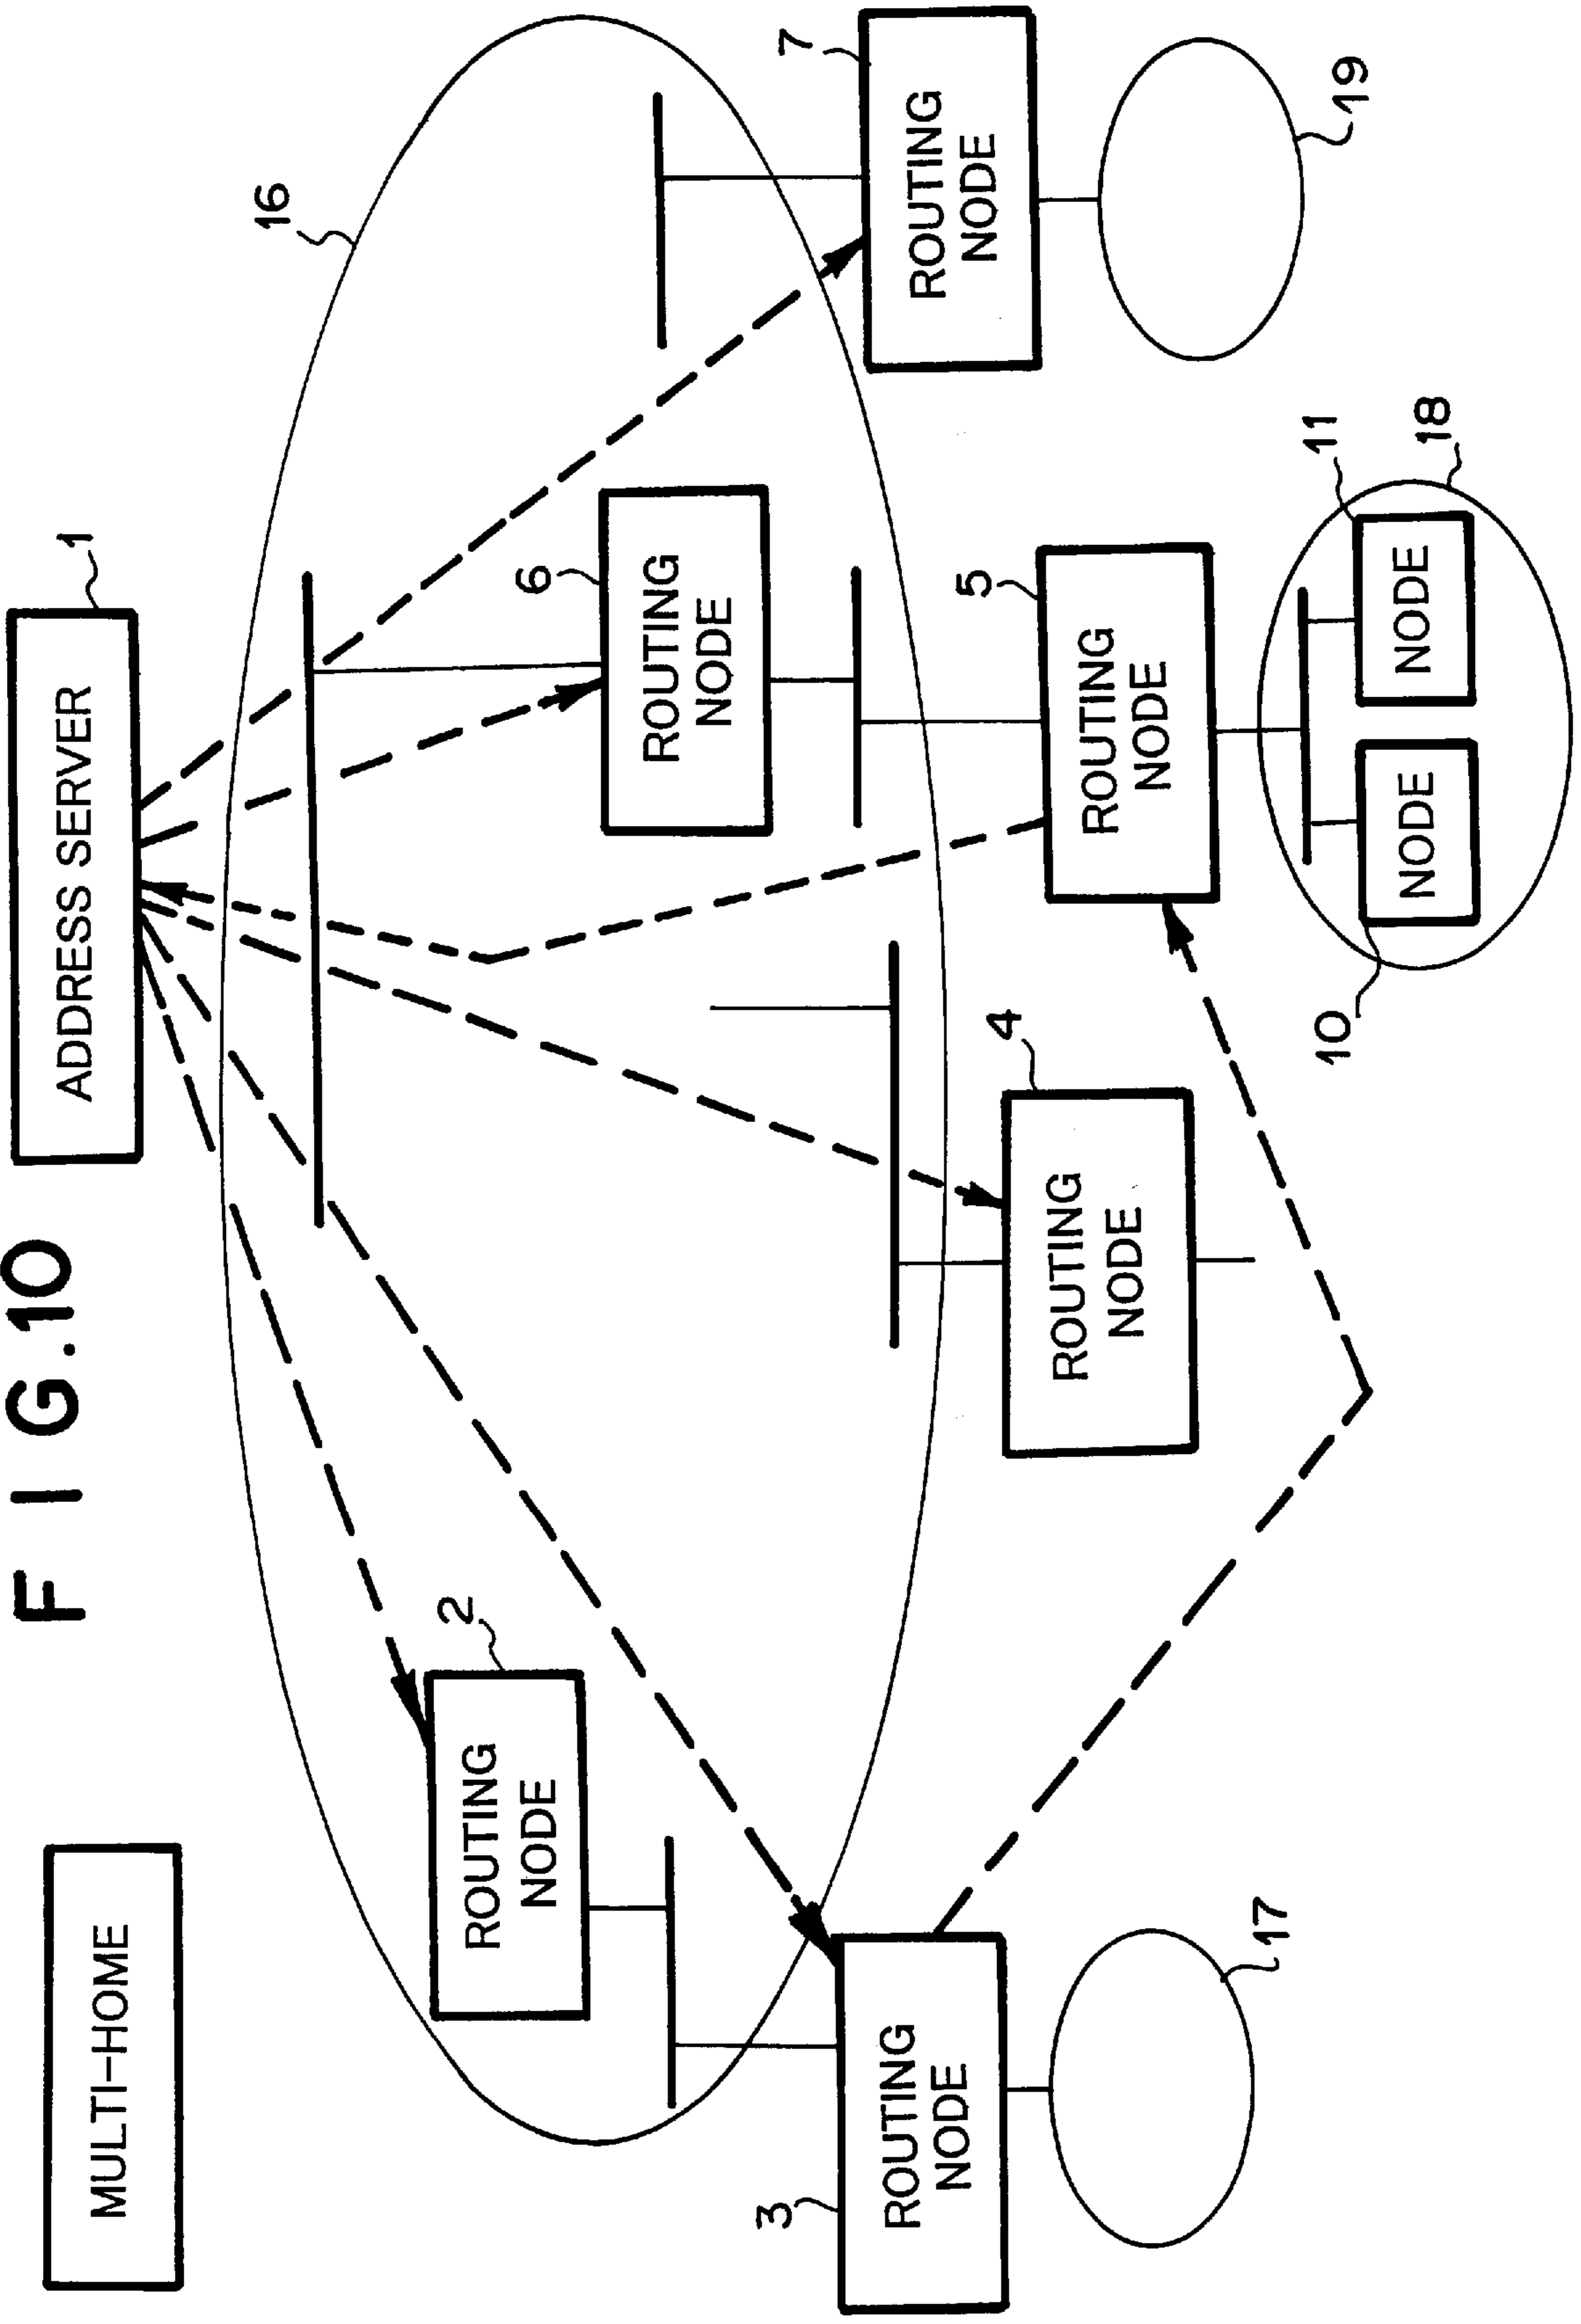 FIG.10
MULTI-HOME
ADDRESS SERVER
1
16
2
ROUTING
NODE
6
ROUTING
NODE
7
ROUTING
NODE
3
ROUTING
NODE
4
ROUTING
NODE
5
ROUTING
NODE
17
10
NODE
11
NODE
18
19